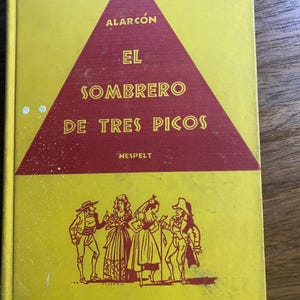 ALARCÓN
EL
SOMBRERO
DE TRES PICOS
HESPELT